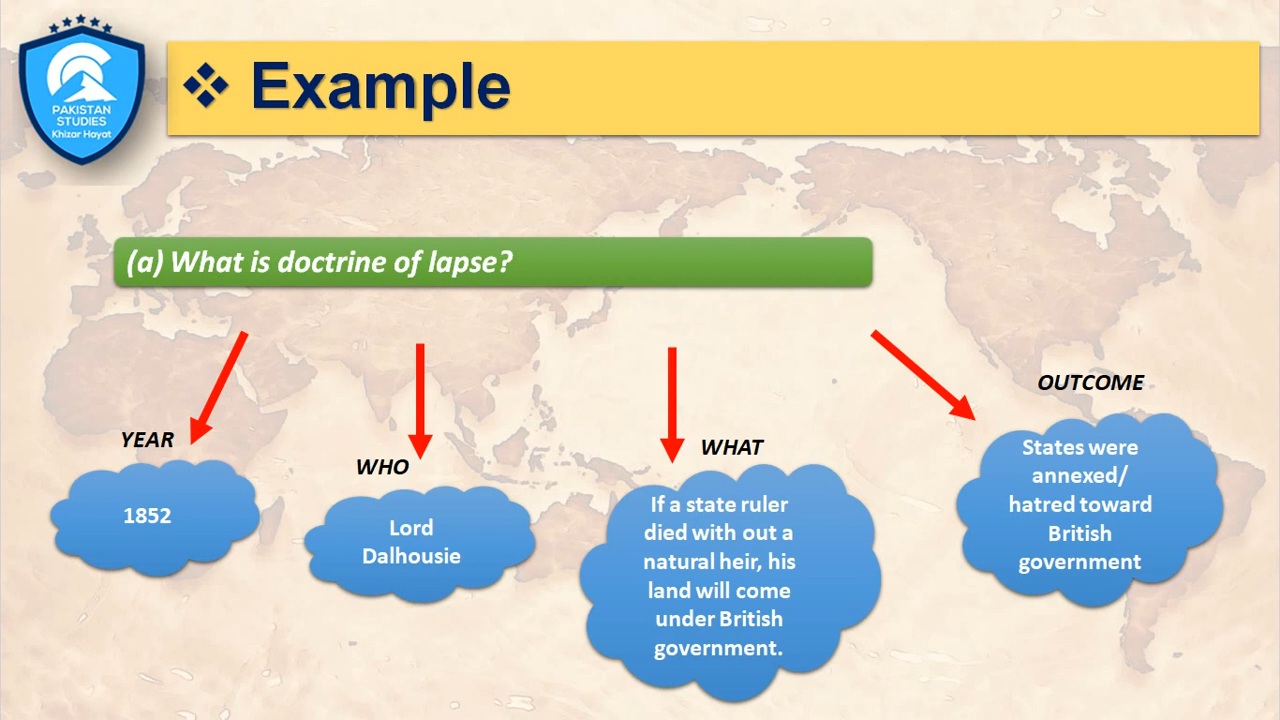 PAKISTAN
STUDIES
Khizar Hayat
❖ Example
(a) What is doctrine of lapse?
YEAR
1852
WHO
Lord
Dalhousie
WHAT
If a state ruler
died with out a
natural heir, his
land will come
under British
government.
OUTCOME
States were
annexed/
hatred toward
British
government